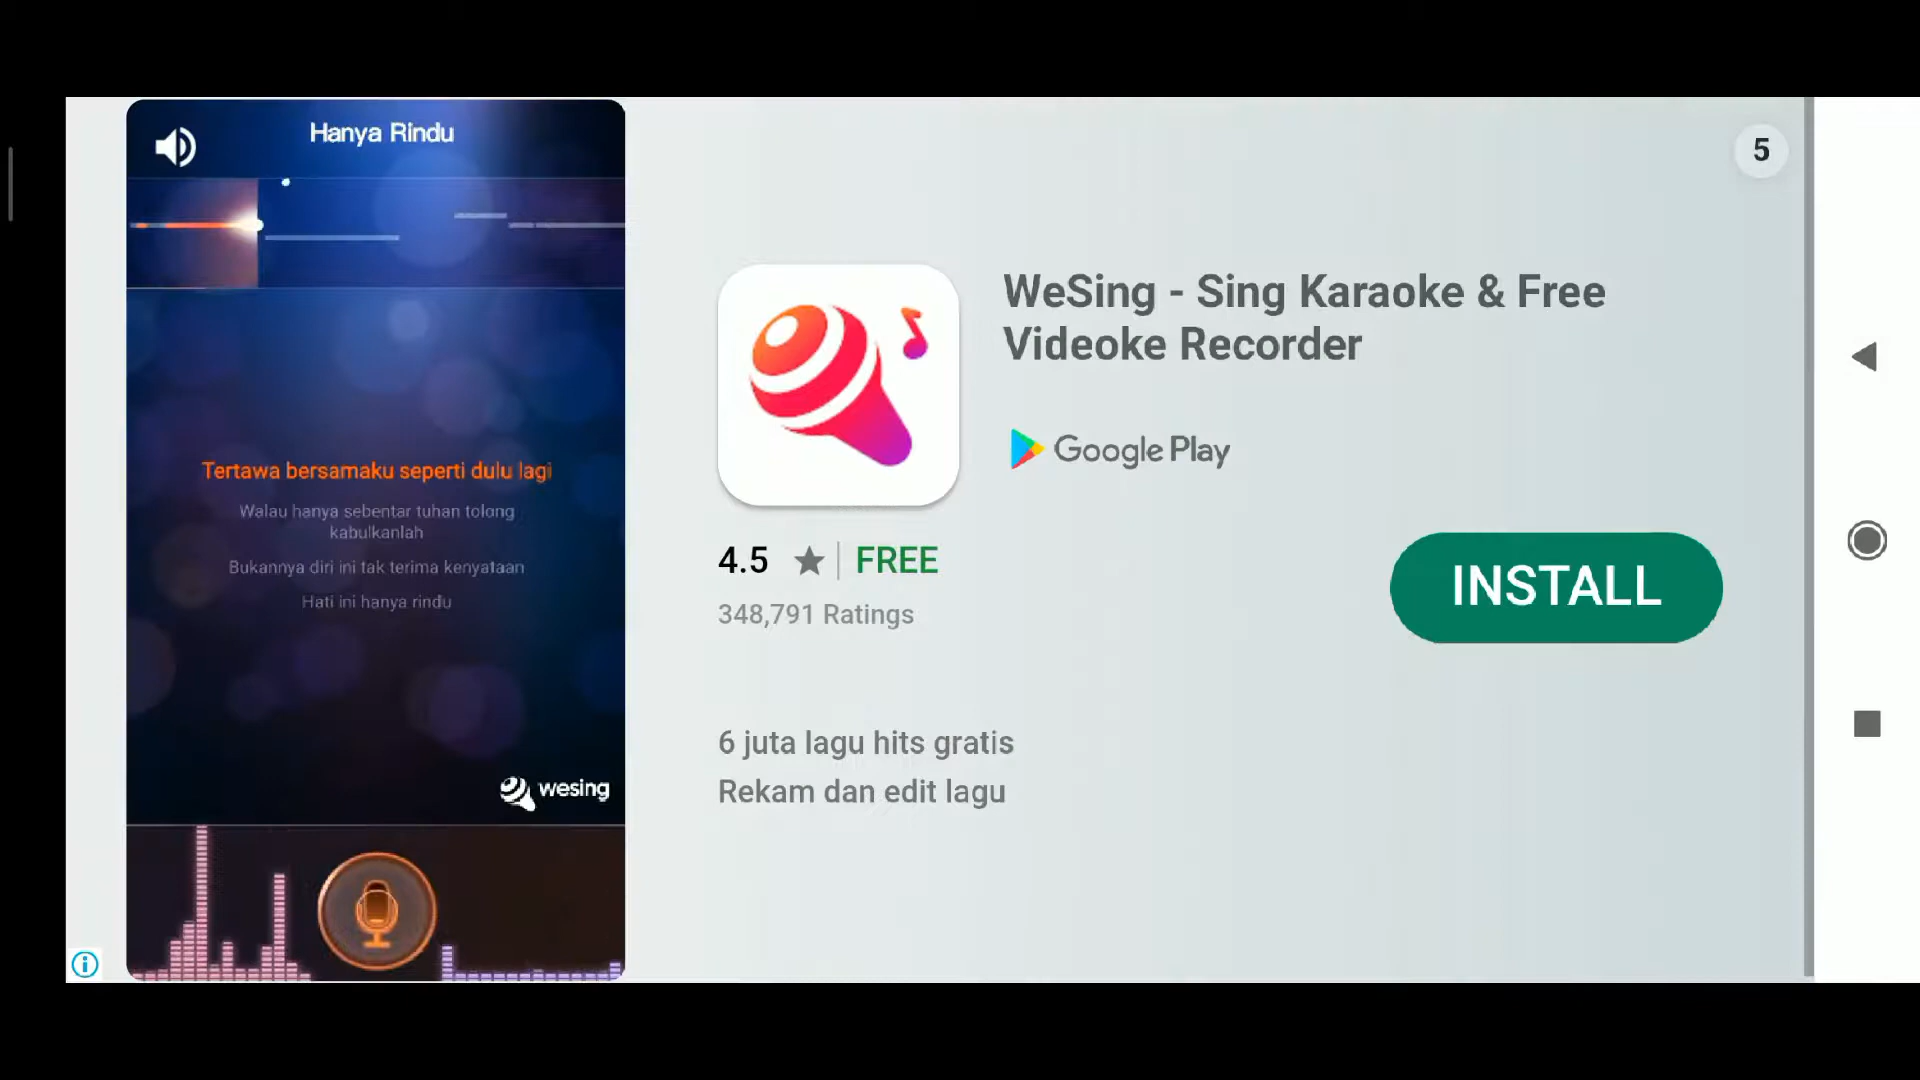 Hanya Rindu
Tertawa bersamaku seperti dulu lagi
Walau hanya sebentar tuhan tolong
kabulkanlah
Bukannya diri ini tak terima kenyataan
Hati ini hanya rindu
wesing
5
WeSing - Sing Karaoke & Free
Videoke Recorder
Google Play
4.5 ★ | FREE
348,791 Ratings
INSTALL
6 juta lagu hits gratis
Rekam dan edit lagu